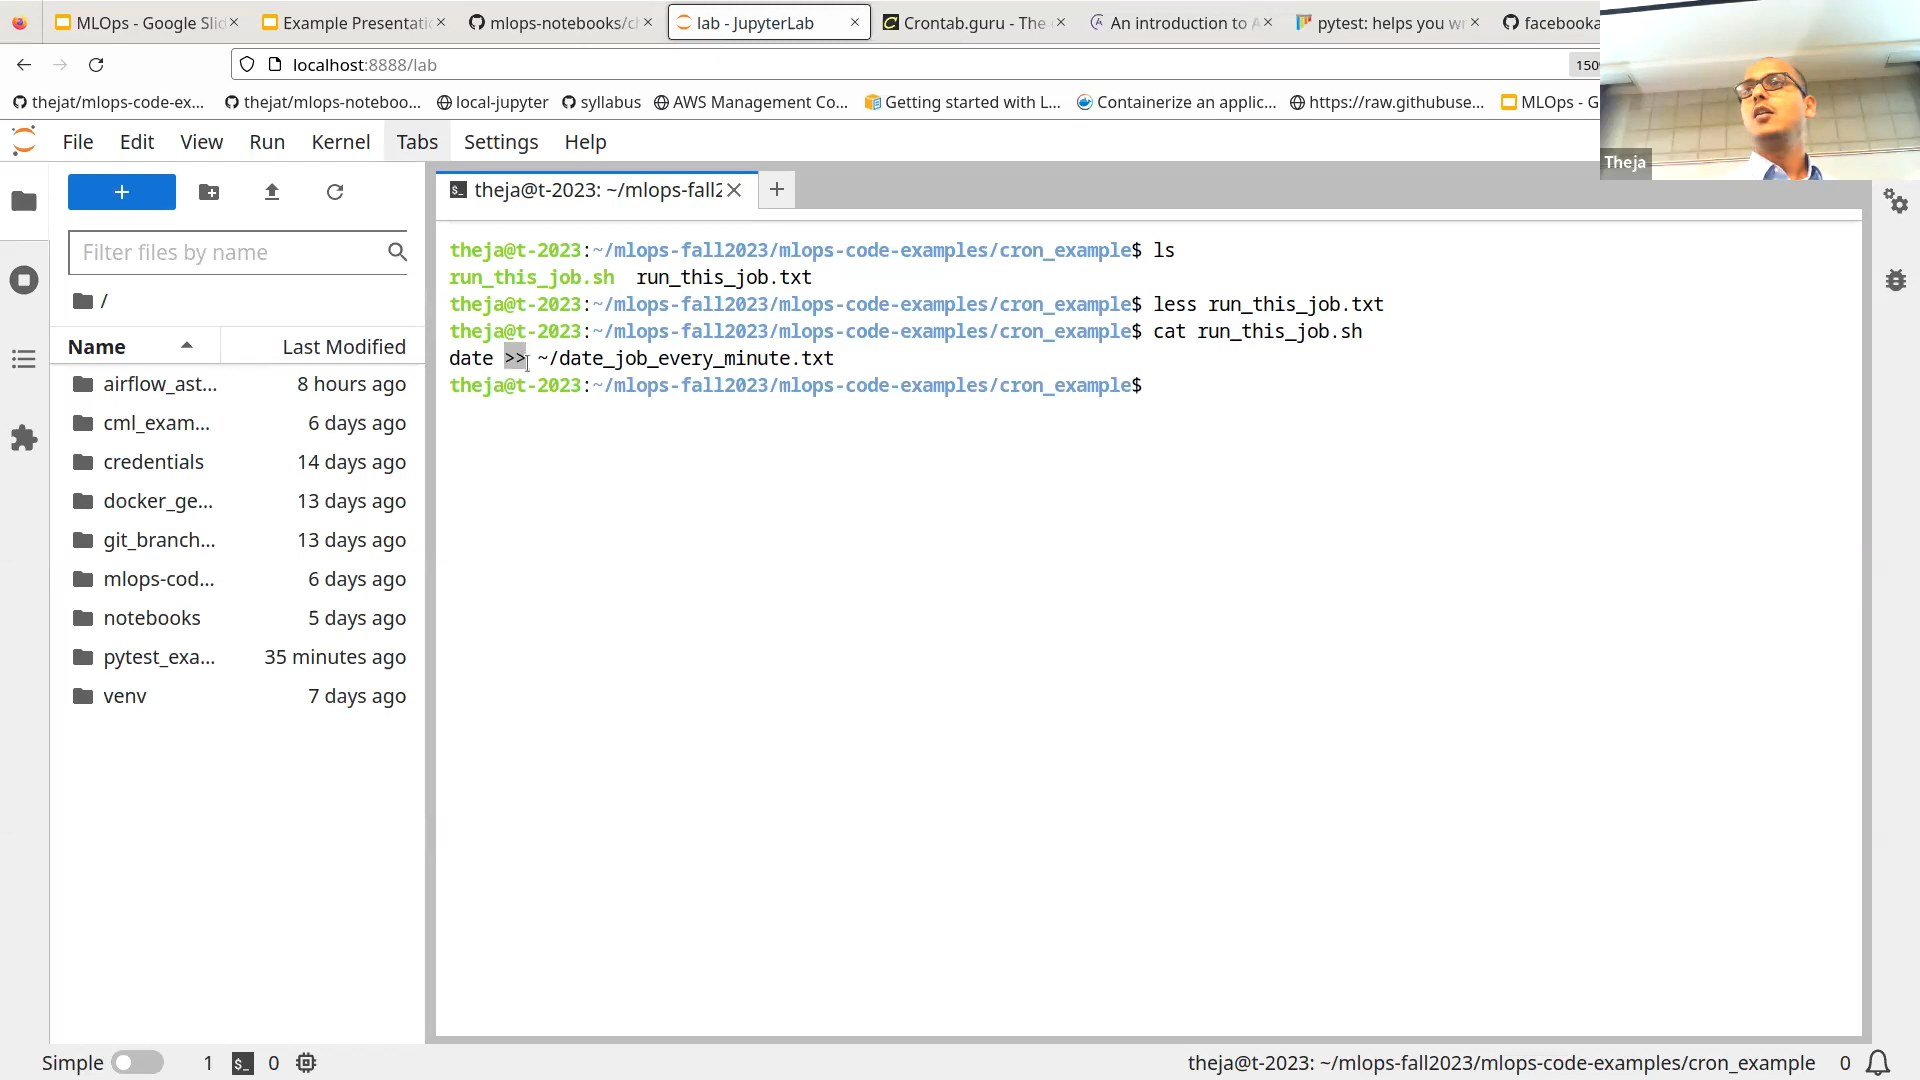 MLOps - Google Slid
Example Presentati
mlops-notebooks/c
lab - JupyterLab
Crontab.guru - The
An introduction to A
pytest: helps you w
facebooka
localhost:8888/lab
150
thejat/mlops-code-ex...
thejat/mlops-noteboo...
local-jupyter
syllabus
AWS Management Co...
Getting started with L...
Containerize an applic...
https://raw.githubuse...
MLOps - G
File Edit View Run Kernel Tabs Settings Help
Theja
theja@t-2023: ~/mlops-fall2
Filter files by name
/
Name Last Modified
airflow_ast... 8 hours ago
cml_exam... 6 days ago
credentials 14 days ago
docker_ge... 13 days ago
git_branch... 13 days ago
mlops-cod... 6 days ago
notebooks 5 days ago
pytest_exa... 35 minutes ago
venv 7 days ago
theja@t-2023:~/mlops-fall2023/mlops-code-examples/cron_example$ ls
run_this_job.sh run_this_job.txt
theja@t-2023:~/mlops-fall2023/mlops-code-examples/cron_example$ less run_this_job.txt
theja@t-2023:~/mlops-fall2023/mlops-code-examples/cron_example$ cat run_this_job.sh
date >> ~/date_job_every_minute.txt
theja@t-2023:~/mlops-fall2023/mlops-code-examples/cron_example$
Simple 1 $_ 0
theja@t-2023: ~/mlops-fall2023/mlops-code-examples/cron_example 0